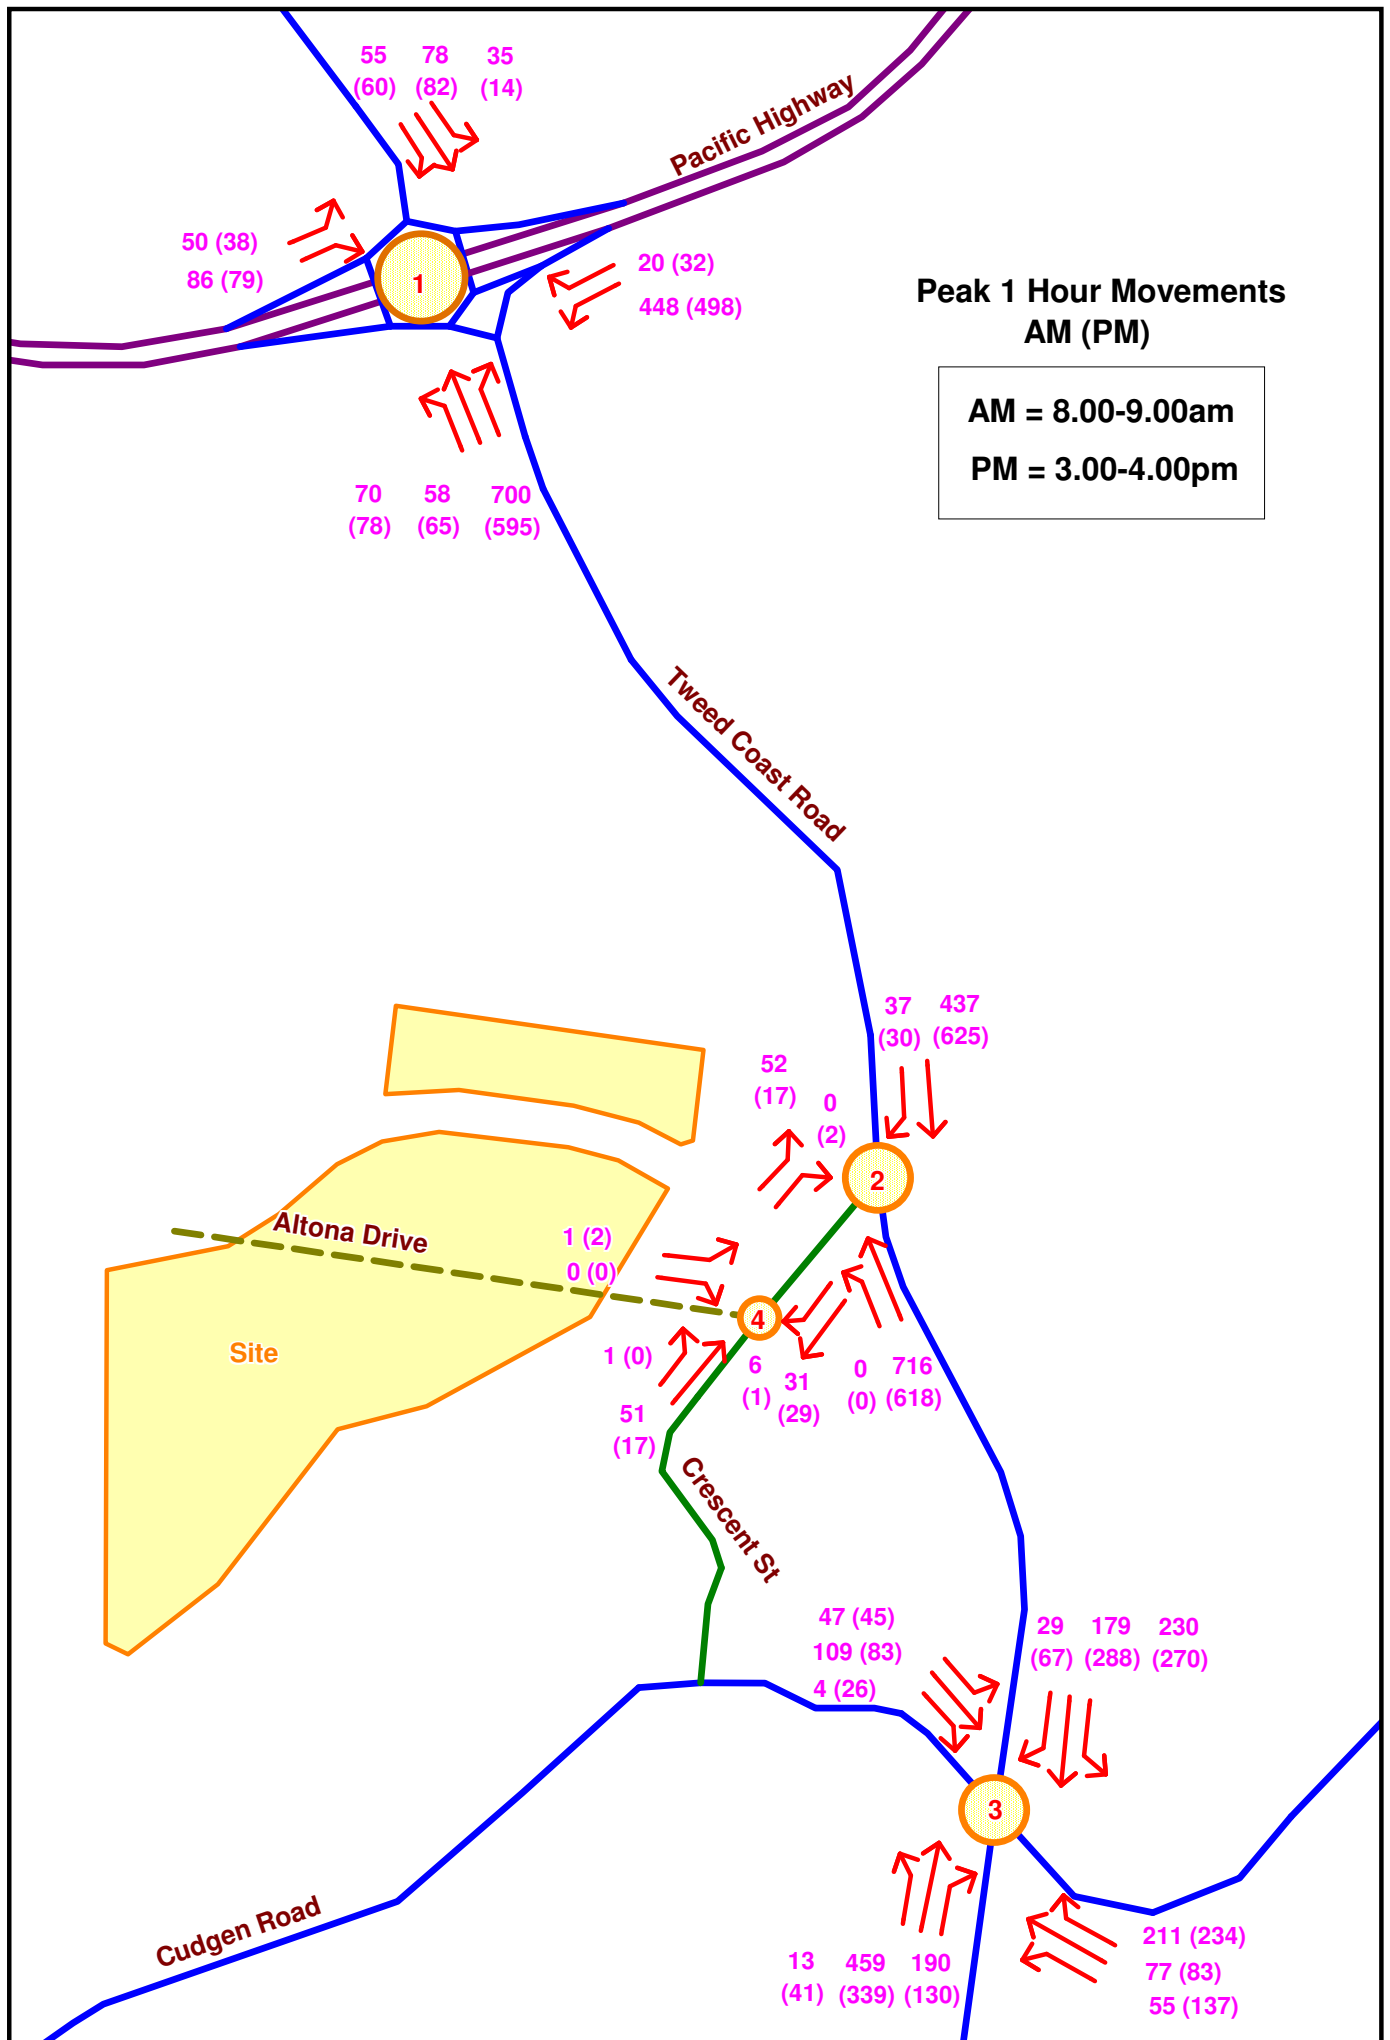 55 78 35
(60) (82) (14)
Pacific Highway
50 (38)
86 (79)
1
20 (32)
448 (498)
Peak 1 Hour Movements
AM (PM)
AM = 8.00-9.00am
PM = 3.00-4.00pm
70 58 700
(78) (65) (595)
Tweed Coast Road
37 437
(30) (625)
52
(17)
0
(2)
2
Altona Drive
1 (2)
0 (0)
4
Site
1 (0)
51
(17)
6
(1)
31
(29)
0 716
(0) (618)
Crescent St
47 (45)
109 (83)
4 (26)
29 179 230
(67) (288) (270)
3
Cudgen Road
13 459 190
(41) (339) (130)
211 (234)
77 (83)
55 (137)